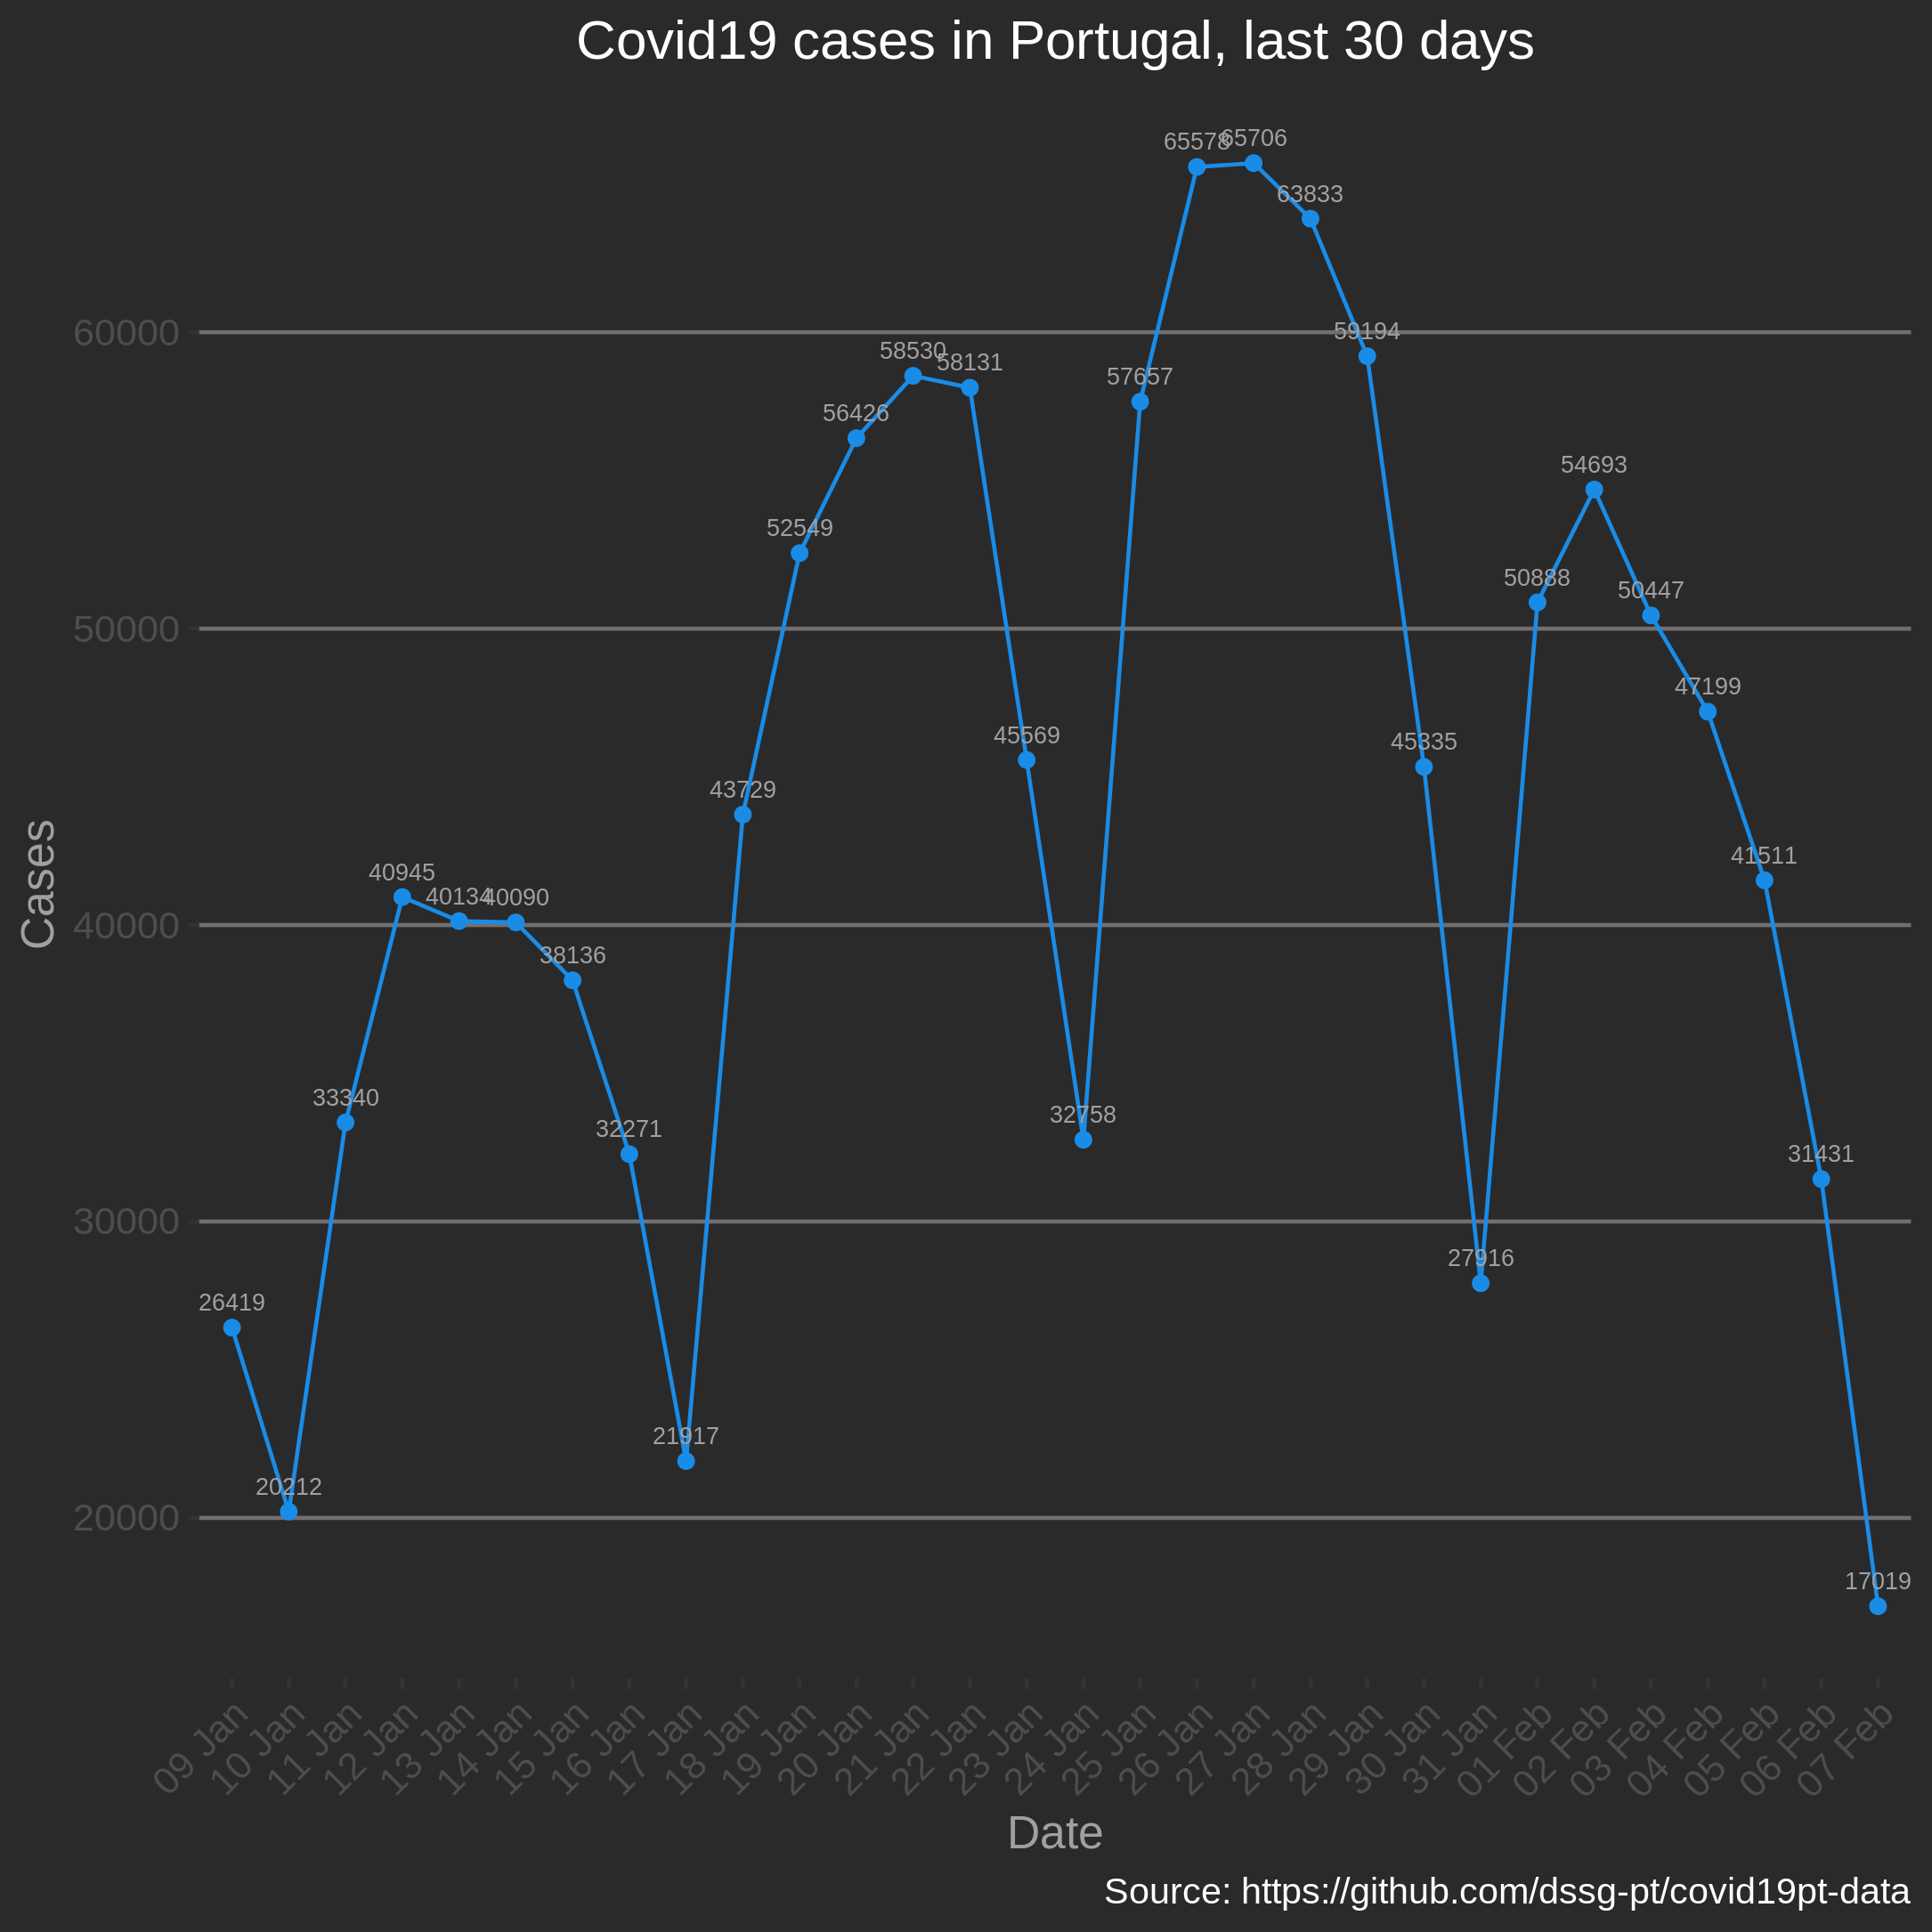 Covid19 cases in Portugal, last 30 days
65578
65706
63833
60000
59194
58530
58131
57657
56426
54693
52549
50888
50447
50000
47199
45569
45335
43729
41511
40945
40134
40090
40000
38136
33340
32758
32271
31431
30000
27916
26419
21917
20212
20000
17019
Cases
09 Jan
10 Jan
11 Jan
12 Jan
13 Jan
14 Jan
15 Jan
16 Jan
17 Jan
18 Jan
19 Jan
20 Jan
21 Jan
22 Jan
23 Jan
24 Jan
25 Jan
26 Jan
27 Jan
28 Jan
29 Jan
30 Jan
31 Jan
01 Feb
02 Feb
03 Feb
04 Feb
05 Feb
06 Feb
07 Feb
Date
Source: https://github.com/dssg-pt/covid19pt-data